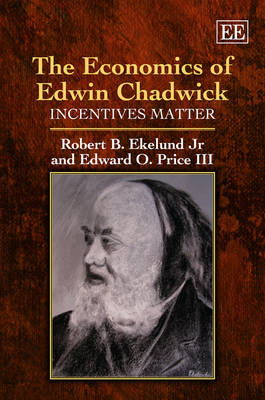 EE
The Economics of
Edwin Chadwick
INCENTIVES MATTER
Robert B. Ekelund Jr
and Edward O. Price III